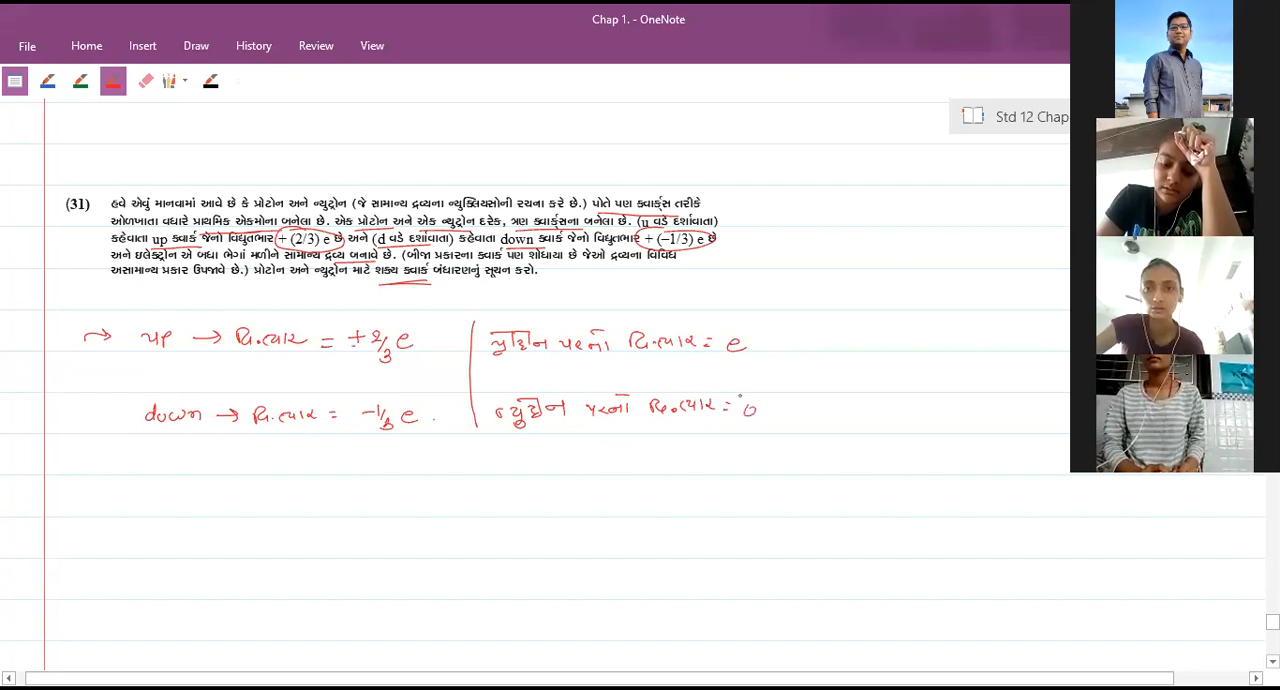 Chap 1. - OneNote
File Home Insert Draw History Review View
Std 12 Chap
(31) હવે એવું માનવામાં આવે છે કે પ્રોટોન અને ન્યુટ્રોન (જે સામાન્ય દ્રવ્યના ન્યુક્લિયસોની રચના કરે છે.) પોતે પણ ક્વાર્ક્સ તરીકે
ઓળખાતા વધારે પ્રાથમિક એકમોના બનેલા છે. એક પ્રોટોન અને એક ન્યુટ્રોન દરેક, ત્રણ ક્વાર્ક્સના બનેલા છે. (u વડે દર્શાવાતા)
કહેવાતા up ક્વાર્ક જેનો વિદ્યુતભાર + (2/3) e છે અને (d વડે દર્શાવાતા) કહેવાતા down ક્વાર્ક જેનો વિદ્યુતભાર + (−1/3) e છે
અને ઇલેક્ટ્રોન એ બધા ભેગાં મળીને સામાન્ય દ્રવ્ય બનાવે છે. (બીજા પ્રકારના ક્વાર્ક પણ શોધાયા છે જેઓ દ્રવ્યના વિવિધ
અસામાન્ય પ્રકાર ઉપજાવે છે.) પ્રોટોન અને ન્યુટ્રોન માટે શક્ય ક્વાર્ક બંધારણનું સૂચન કરો.
→ up → વિ.ભાર = +2/3 e
down → વિ.ભાર = -1/3 e
પ્રોટોન પરનો વિ.ભાર = e
ન્યુટ્રોન પરનો વિ.ભાર = 0